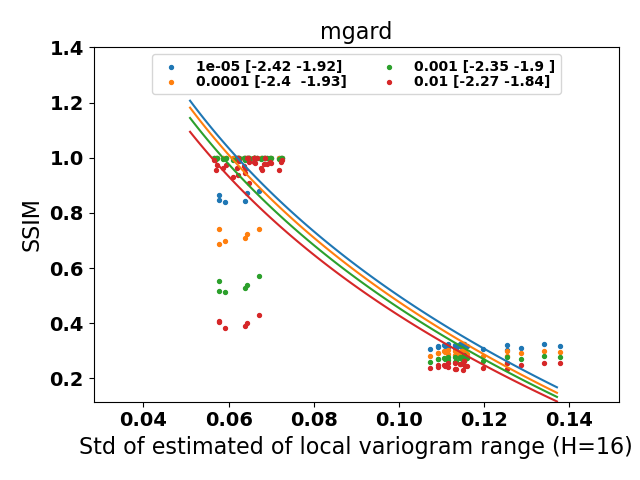 mgard
1e-05 [-2.42 -1.92]
0.0001 [-2.4  -1.93]
0.001 [-2.35 -1.9 ]
0.01 [-2.27 -1.84]
SSIM
1.4
1.2
1.0
0.8
0.6
0.4
0.2
0.04 0.06 0.08 0.10 0.12 0.14
Std of estimated of local variogram range (H=16)